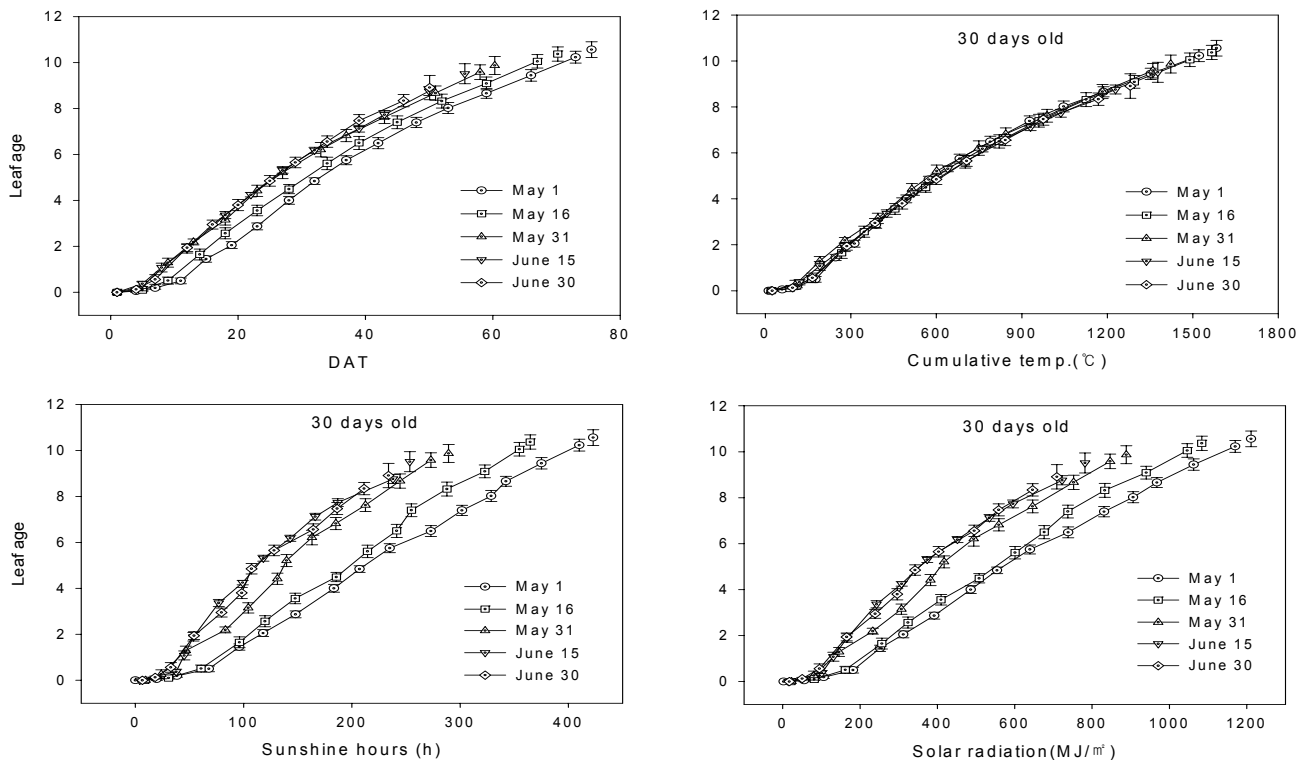 12
10
8
6
4
2
0
Leafage
May 1
May 16
May 31
June 15
June 30
0 20 40 60 80
DAT
30 days old
12
10
8
6
4
2
0
May 1
May 16
May 31
June 15
June 30
0 300 600 900 1200 1500 1800
Cumulative temp.(℃)
30 days old
12
10
8
6
4
2
0
Leafage
May 1
May 16
May 31
June 15
June 30
0 100 200 300 400
Sunshine hours (h)
30 days old
12
10
8
6
4
2
0
May 1
May 16
May 31
June 15
June 30
0 200 400 600 800 1000 1200
Solar radiation(MJ/㎡)